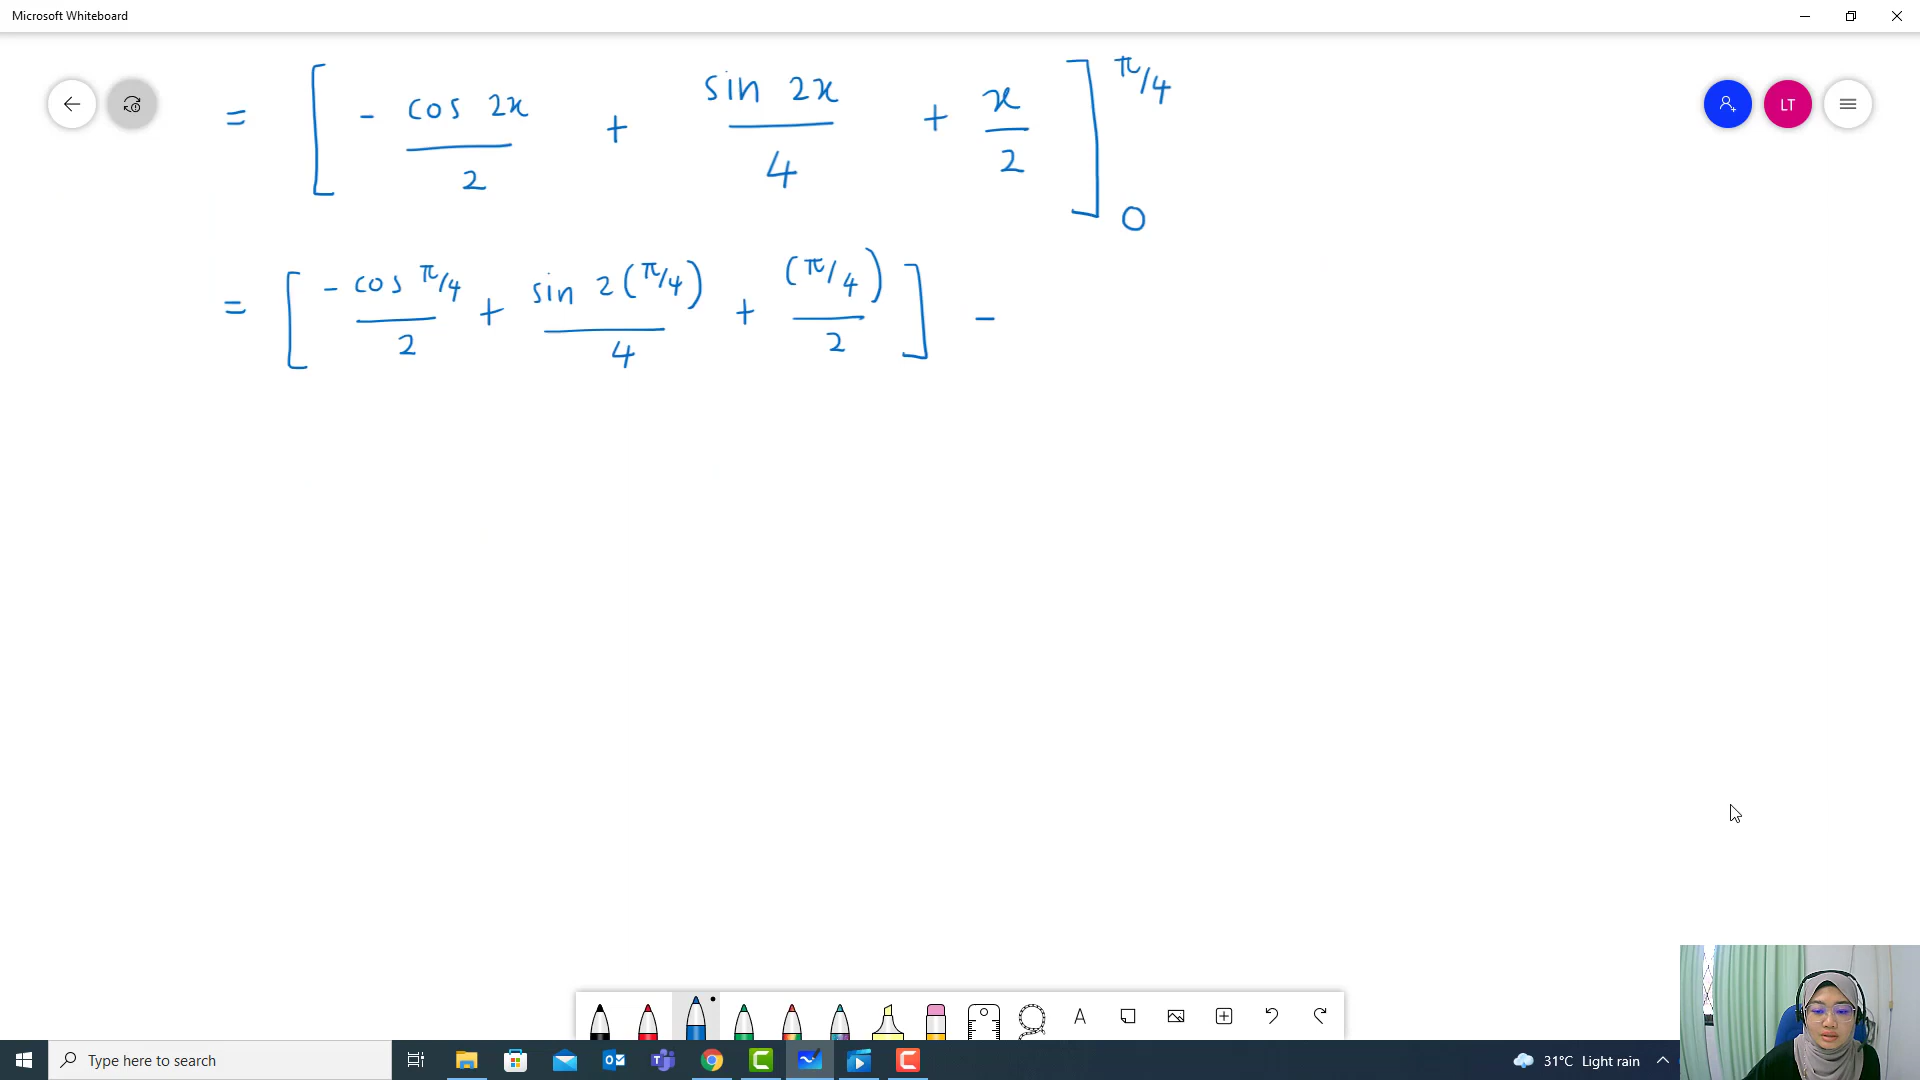 Microsoft Whiteboard
LT
= [ - cos 2x / 2 + sin 2x / 4 + x / 2 ] π/4 0
= [ - cos π/4 / 2 + sin 2(π/4) / 4 + (π/4) / 2 ] -
A
Type here to search
31°C Light rain